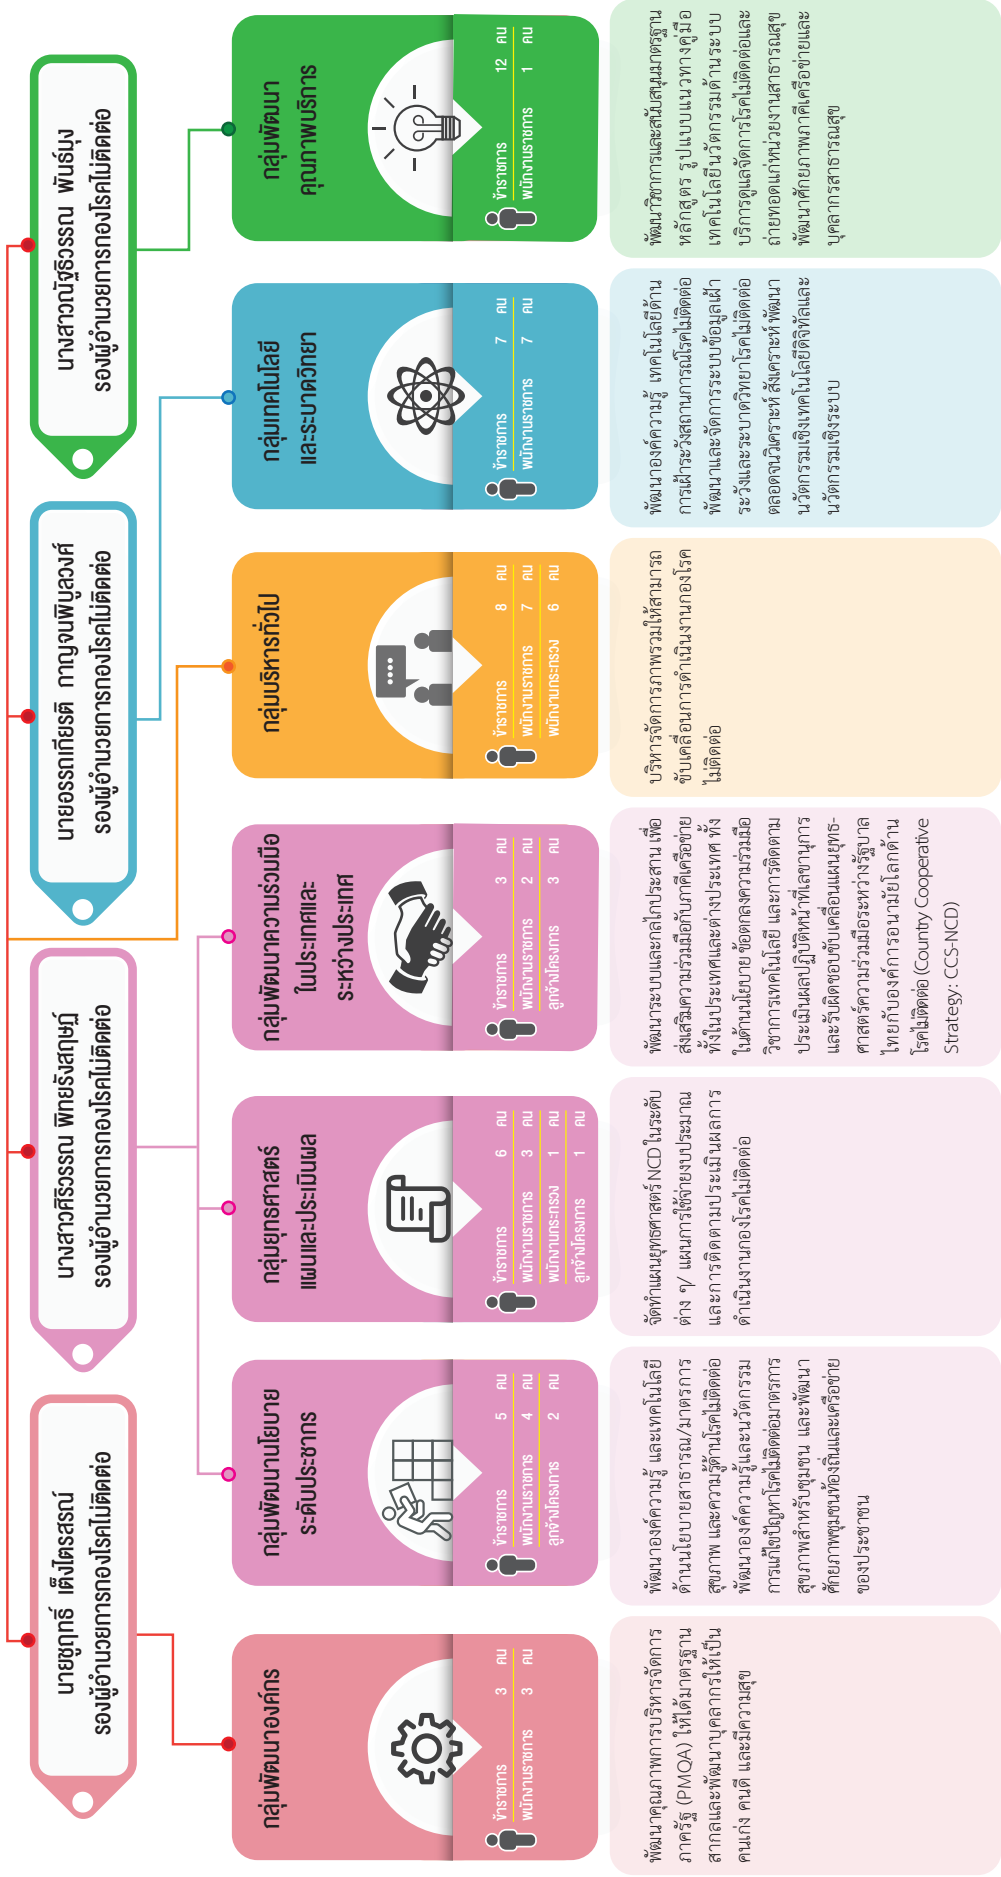 นายชูฤทธิ์ เต็งไตรสรณ์
รองผู้อำนวยการกองโรคไม่ติดต่อ
นางสาวศิริวรรณ พิทยรังสฤษฏ์
รองผู้อำนวยการกองโรคไม่ติดต่อ
นายอรรถเกียรติ กาญจนพิบูลวงศ์
รองผู้อำนวยการกองโรคไม่ติดต่อ
นางสาวณัฐธิวรรณ พันธ์มุง
รองผู้อำนวยการกองโรคไม่ติดต่อ
กลุ่มพัฒนาองค์กร
ข้าราชการ 3 คน
พนักงานราชการ 3 คน
พัฒนาคุณภาพการบริหารจัดการ
ภาครัฐ (PMQA) ให้ได้มาตรฐาน
สากลและพัฒนาบุคลากรให้เป็น
คนเก่ง คนดี และมีความสุข
กลุ่มพัฒนานโยบาย
ระดับประชากร
ข้าราชการ 5 คน
พนักงานราชการ 4 คน
ลูกจ้างโครงการ 2 คน
พัฒนาองค์ความรู้ และเทคโนโลยี
ด้านนโยบายสาธารณ/มาตรการ
สุขภาพ และความรู้ด้านโรคไม่ติดต่อ
พัฒนาองค์ความรู้และนวัตกรรม
การแก้ไขปัญหาโรคไม่ติดต่อมาตรการ
สุขภาพสำหรับชุมชน และพัฒนา
ศักยภาพชุมชนท้องถิ่นและเครือข่าย
ของประชาชน
กลุ่มยุทธศาสตร์
แผนและประเมินผล
ข้าราชการ 6 คน
พนักงานราชการ 3 คน
พนักงานกระทรวง 1 คน
ลูกจ้างโครงการ 1 คน
จัดทำแผนยุทธศาสตร์ NCD ในระดับ
ต่าง ๆ/ แผนการใช้จ่ายงบประมาณ
และการติดตามประเมินผลการ
ดำเนินงานกองโรคไม่ติดต่อ
กลุ่มพัฒนาความร่วมมือ
ในประเทศและ
ระหว่างประเทศ
ข้าราชการ 3 คน
พนักงานราชการ 2 คน
ลูกจ้างโครงการ 3 คน
พัฒนาระบบและกลไกประสาน เพื่อ
ส่งเสริมความร่วมมือกับภาคีเครือข่าย
ทั้งในประเทศและต่างประเทศ ทั้ง
ในด้านนโยบาย ข้อตกลงความร่วมมือ
วิชาการเทคโนโลยี และการติดตาม
ประเมินผลปฏิบัติหน้าที่เลขานุการ
และรับผิดชอบขับเคลื่อนแผนยุทธ-
ศาสตร์ความร่วมมือระหว่างรัฐบาล
ไทยกับองค์การอนามัยโลกด้าน
โรคไม่ติดต่อ (Country Cooperative
Strategy: CCS-NCD)
กลุ่มบริหารทั่วไป
ข้าราชการ 8 คน
พนักงานราชการ 7 คน
พนักงานกระทรวง 6 คน
บริหารจัดการภาพรวมให้สามารถ
ขับเคลื่อนการดำเนินงานกองโรค
ไม่ติดต่อ
กลุ่มเทคโนโลยี
และระบาดวิทยา
ข้าราชการ 7 คน
พนักงานราชการ 7 คน
พัฒนาองค์ความรู้ เทคโนโลยีด้าน
การเฝ้าระวังสถานการณ์โรคไม่ติดต่อ
พัฒนาและจัดการระบบข้อมูลเฝ้า
ระวังและระบาดวิทยาโรคไม่ติดต่อ
ตลอดจนวิเคราะห์ สังเคราะห์ พัฒนา
นวัตกรรมเชิงเทคโนโลยีดิจิทัลและ
นวัตกรรมเชิงระบบ
กลุ่มพัฒนา
คุณภาพบริการ
ข้าราชการ 12 คน
พนักงานราชการ 1 คน
พัฒนาวิชาการและสนับสนุนมาตรฐาน
หลักสูตร รูปแบบแนวทางคู่มือ
เทคโนโลยีนวัตกรรมด้านระบบ
บริการดูแลจัดการโรคไม่ติดต่อและ
ถ่ายทอดแก่หน่วยงานสาธารณสุข
พัฒนาศักยภาพภาคีเครือข่ายและ
บุคลากรสาธารณสุข